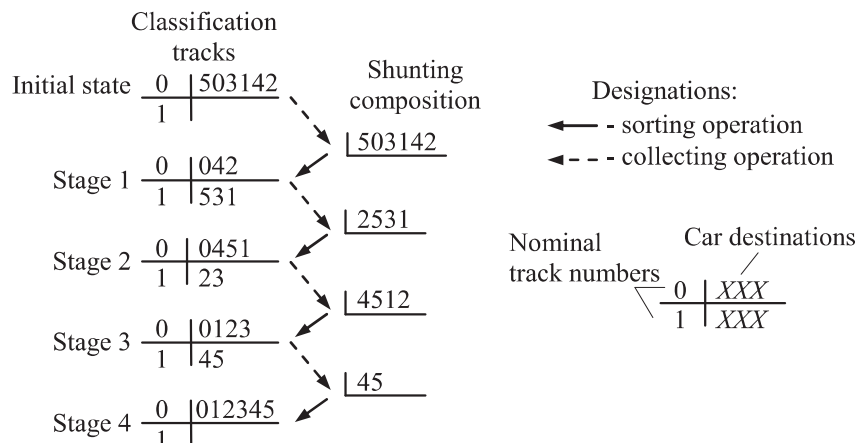 Classification
tracks
Initial state
0 503142
1
Shunting
composition
503142
Stage 1
0 042
1 531
2531
Stage 2
0 0451
1 23
4512
Stage 3
0 0123
1 45
45
Stage 4
0 012345
1
Designations:
- sorting operation
- collecting operation
Nominal
track numbers
Car destinations
0 XXX
1 XXX